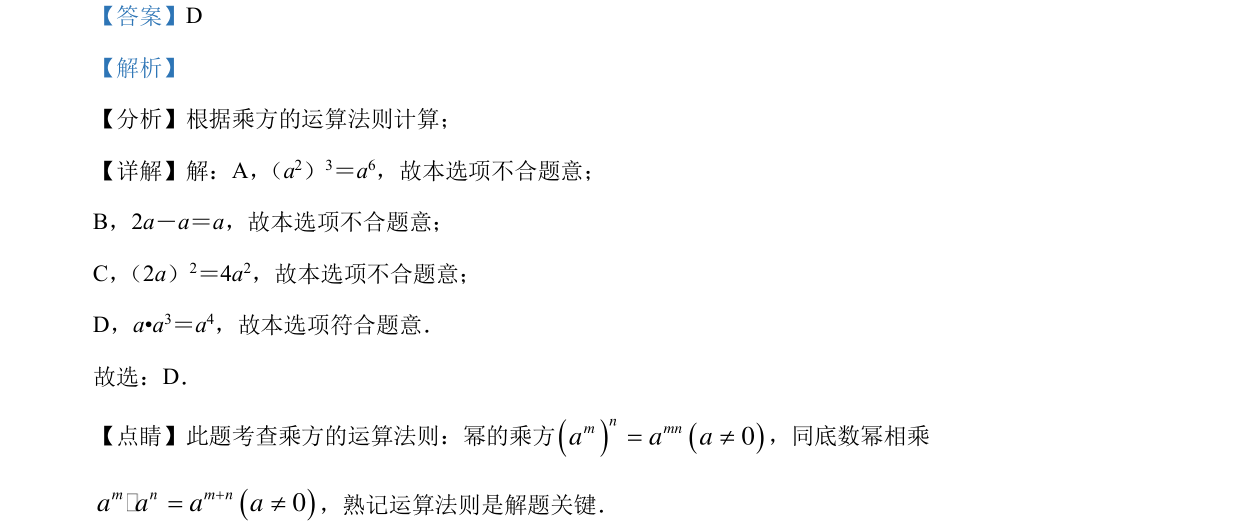 【答案】D
【解析】
【分析】根据乘方的运算法则计算；
【详解】解：A，（a²）³＝a⁶，故本选项不合题意；
B，2a－a＝a，故本选项不合题意；
C，（2a）²＝4a²，故本选项不合题意；
D，a•a³＝a⁴，故本选项符合题意．
故选：D．
【点睛】此题考查乘方的运算法则：幂的乘方(aᵐ)ⁿ = aᵐⁿ(a ≠ 0)，同底数幂相乘
aᵐ□aⁿ = aᵐ⁺ⁿ(a ≠ 0)，熟记运算法则是解题关键．